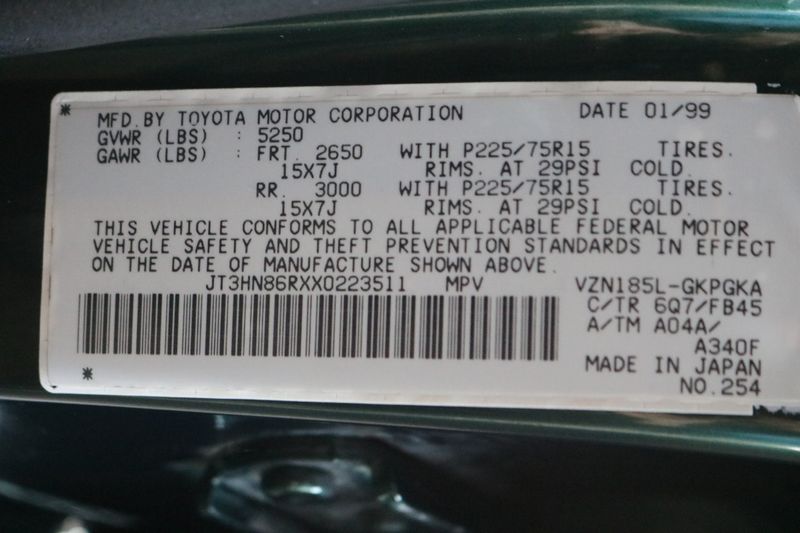 * MFD. BY TOYOTA MOTOR CORPORATION DATE 01/99
GVWR (LBS) : 5250
GAWR (LBS) : FRT. 2650 WITH P225/75R15 TIRES.
15X7J RIMS. AT 29PSI COLD.
RR. 3000 WITH P225/75R15 TIRES.
15X7J RIMS. AT 29PSI COLD.
THIS VEHICLE CONFORMS TO ALL APPLICABLE FEDERAL MOTOR
VEHICLE SAFETY AND THEFT PREVENTION STANDARDS IN EFFECT
ON THE DATE OF MANUFACTURE SHOWN ABOVE.
JT3HN86RXX0223511 MPV VZN185L-GKPGKA
C/TR 6Q7/FB45
A/TM A04A/
A340F
MADE IN JAPAN
* NO.254